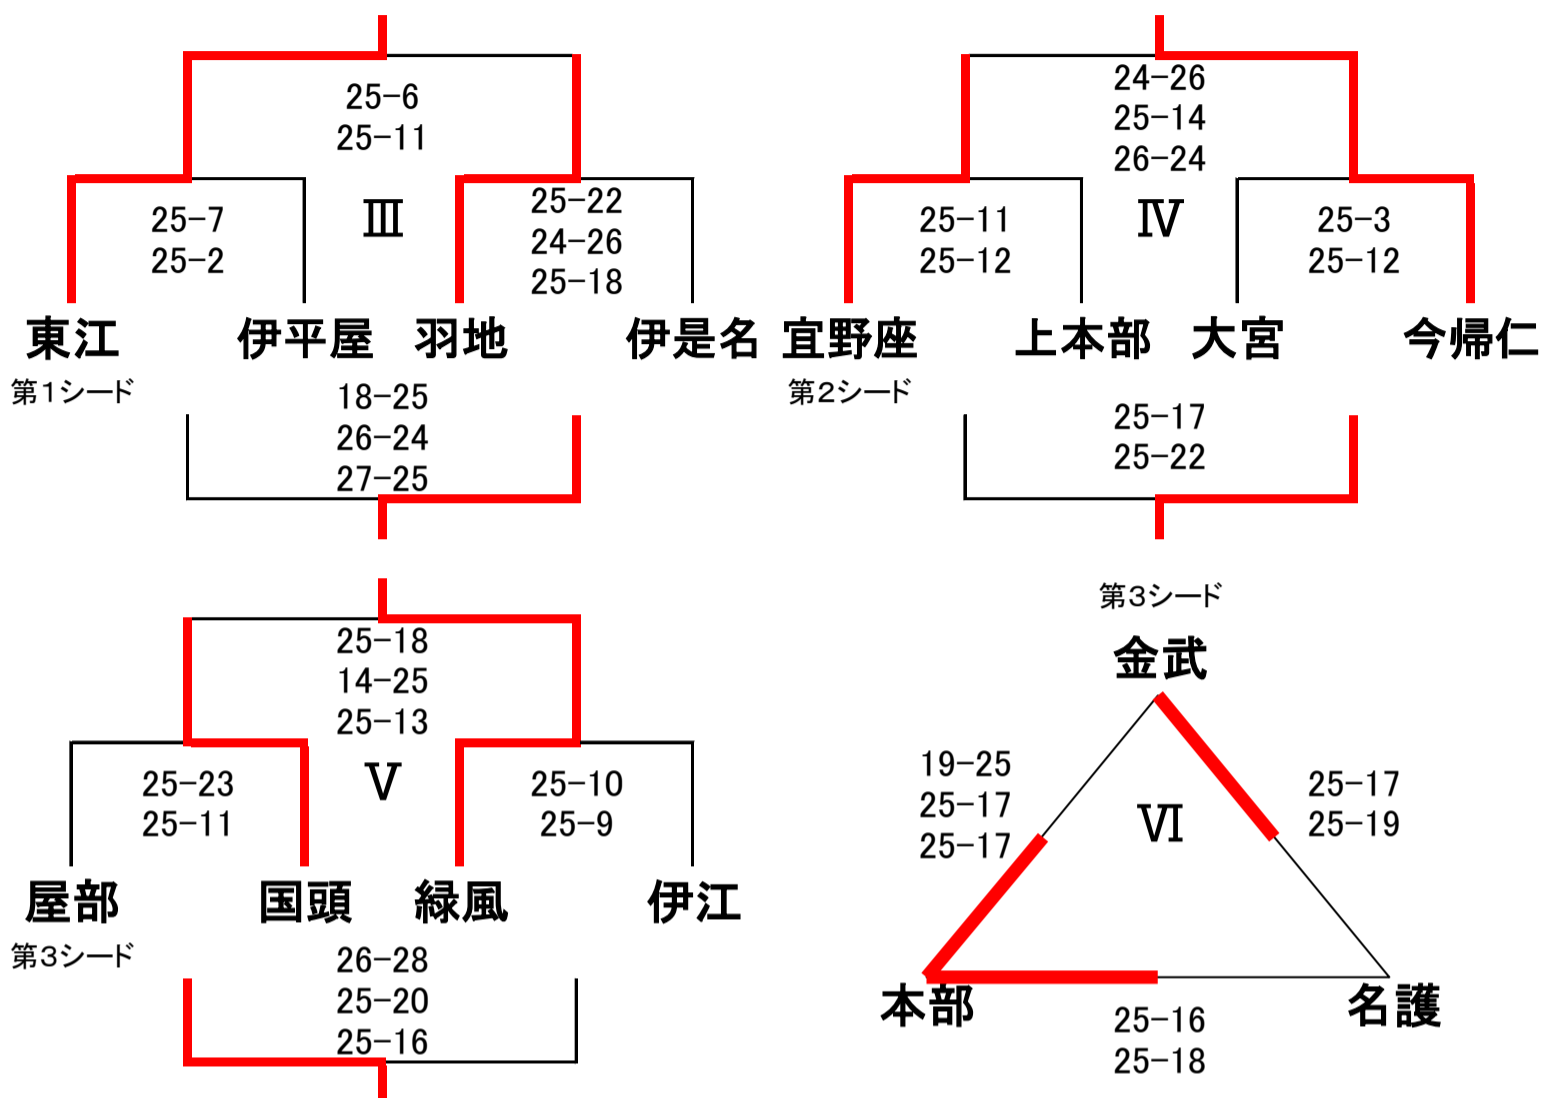 25-6
25-11
25-7
25-2
Ⅲ
25-22
24-26
25-18
東江
伊平屋
羽地
伊是名
第1シード
18-25
26-24
27-25
24-26
25-14
26-24
25-11
25-12
Ⅳ
25-3
25-12
宜野座
上本部
大宮
今帰仁
第2シード
25-17
25-22
25-18
14-25
25-13
25-23
25-11
Ⅴ
25-10
25-9
屋部
国頭
緑風
伊江
第3シード
26-28
25-20
25-16
第3シード
金武
19-25
25-17
25-17
Ⅵ
25-17
25-19
本部
名護
25-16
25-18